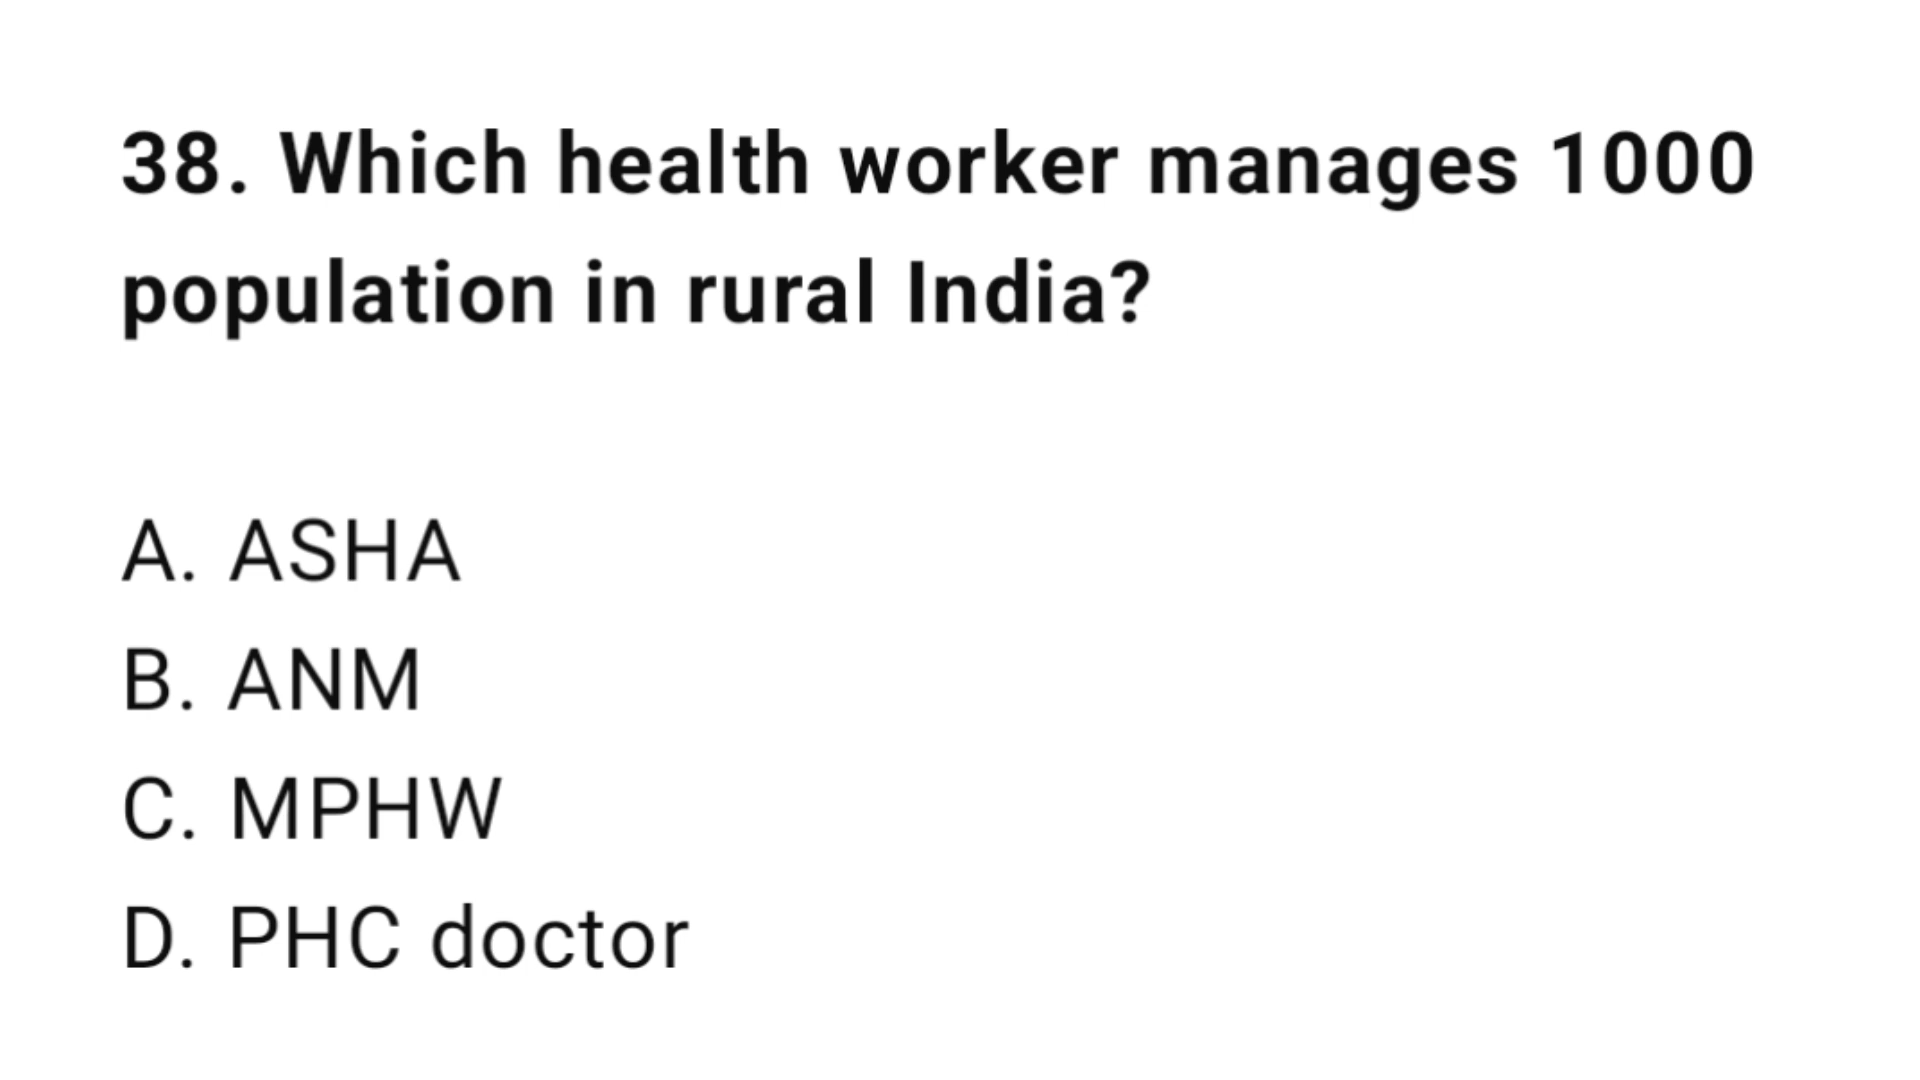 38. Which health worker manages 1000
population in rural India?
A. ASHA
B. ANM
C. MPHW
D. PHC doctor